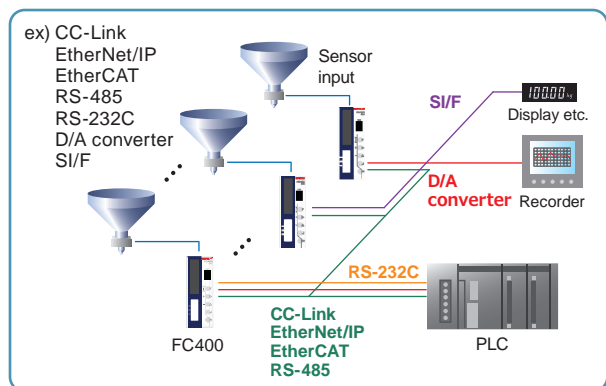 ex) CC-Link
EtherNet/IP
EtherCAT
RS-485
RS-232C
D/A converter
SI/F
Sensor
input
SI/F
100.00 kg
Display etc.
D/A
converter
Recorder
RS-232C
CC-Link
EtherNet/IP
EtherCAT
RS-485
FC400
PLC